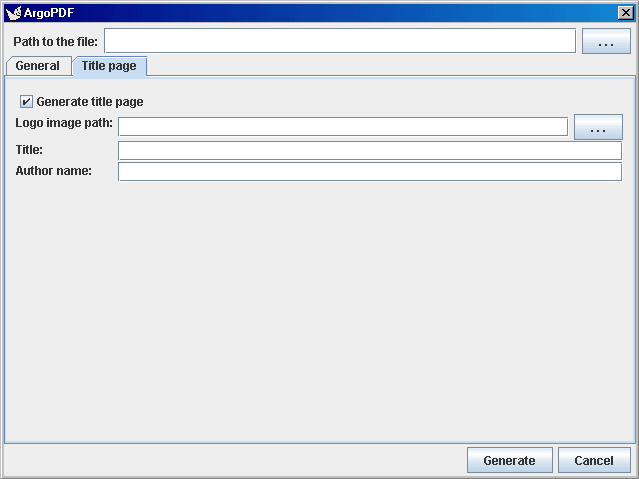 ArgoPDF
Path to the file: ...
General Title page
Generate title page
Logo image path: ...
Title:
Author name:
Generate Cancel